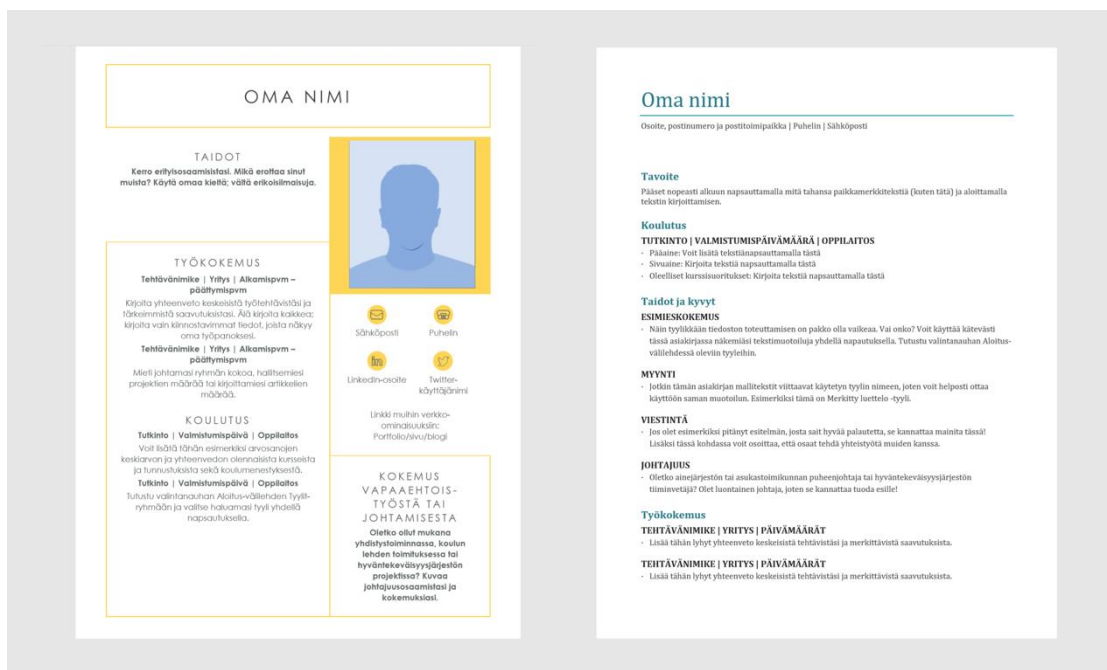 OMA NIMI
TAIDOT
Kerro erityisosaamisistasi. Mikä erottaa sinut
muista? Käytä omaa kieltä; vältä erikoisilmaisuja.
TYÖKOKEMUS
Tehtävänimike | Yritys | Alkamispvm –
päättymispvm
Kirjoita yhteenveto keskeisistä työtehtävistäsi ja
tärkeimmistä saavutuksistasi. Älä kirjoita kaikkea;
kirjoita vain kiinnostavimmat tiedot, joista näkyy
oma työpanoksesi.
Tehtävänimike | Yritys | Alkamispvm –
päättymispvm
Mieti johtamasi ryhmän kokoa, hallitsemiesi
projektien määrää tai kirjoittamiesi artikkelien
määrää.
KOULUTUS
Tutkinto | Valmistumispäivä | Oppilaitos
Voit lisätä tähän esimerkiksi arvosanojen
keskiarvon ja yhteenvedon olennaisista kursseista
ja tunnustuksista sekä koulumenestyksestä.
Tutkinto | Valmistumispäivä | Oppilaitos
Tutustu valintanauhan Aloitus-välilehden Tyylit-
ryhmään ja valitse haluamasi tyyli yhdellä
napsautuksella.
Sähköposti
Puhelin
in
LinkedIn-osoite
Twitter-
käyttäjänimi
Linkki muihin verkko-
ominaisuuksiin:
Portfolio/sivu/blogi
KOKEMUS
VAPAAEHTOIS-
TYÖSTÄ TAI
JOHTAMISESTA
Oletko ollut mukana
yhdistystoiminnassa, koulun
lehden toimituksessa tai
hyväntekeväisyysjärjestön
projektissa? Kuvaa
johtajuusosaamistasi ja
kokemuksiasi.
Oma nimi
Osoite, postinumero ja postitoimipaikka | Puhelin | Sähköposti
Tavoite
Pääset nopeasti alkuun napsauttamalla mitä tahansa paikkamerkkitekstiä (kuten tätä) ja aloittamalla
tekstin kirjoittamisen.
Koulutus
TUTKINTO | VALMISTUMISPÄIVÄMÄÄRÄ | OPPILAITOS
· Pääaine: Voit lisätä tekstiänapsauttamalla tästä
· Sivuaine: Kirjoita tekstiä napsauttamalla tästä
· Oleelliset kurssisuoritukset: Kirjoita tekstiä napsauttamalla tästä
Taidot ja kyvyt
ESIMIESKOKEMUS
· Näin tyylikkään tiedoston toteuttamisen on pakko olla vaikeaa. Vai onko? Voit käyttää kätevästi
tässä asiakirjassa näkemiäsi tekstimuotoiluja yhdellä napautuksella. Tutustu valintanauhan Aloitus-
välilehdessä oleviin tyyleihin.
MYYNTI
· Jotkin tämän asiakirjan mallitekstit viittaavat käytetyn tyylin nimeen, joten voit helposti ottaa
käyttöön saman muotoilun. Esimerkiksi tämä on Merkitty luettelo -tyyli.
VIESTINTÄ
· Jos olet esimerkiksi pitänyt esitelmän, josta sait hyvää palautetta, se kannattaa mainita tässä!
Lisäksi tässä kohdassa voit osoittaa, että osaat tehdä yhteistyötä muiden kanssa.
JOHTAJUUS
· Oletko ainejärjestön tai asukastoimikunnan puheenjohtaja tai hyväntekeväisyysjärjestön
tiiminvetäjä? Olet luontainen johtaja, joten se kannattaa tuoda esille!
Työkokemus
TEHTÄVÄNIMIKE | YRITYS | PÄIVÄMÄÄRÄT
· Lisää tähän lyhyt yhteenveto keskeisistä tehtävistäsi ja merkittävistä saavutuksista.
TEHTÄVÄNIMIKE | YRITYS | PÄIVÄMÄÄRÄT
· Lisää tähän lyhyt yhteenveto keskeisistä tehtävistäsi ja merkittävistä saavutuksista.